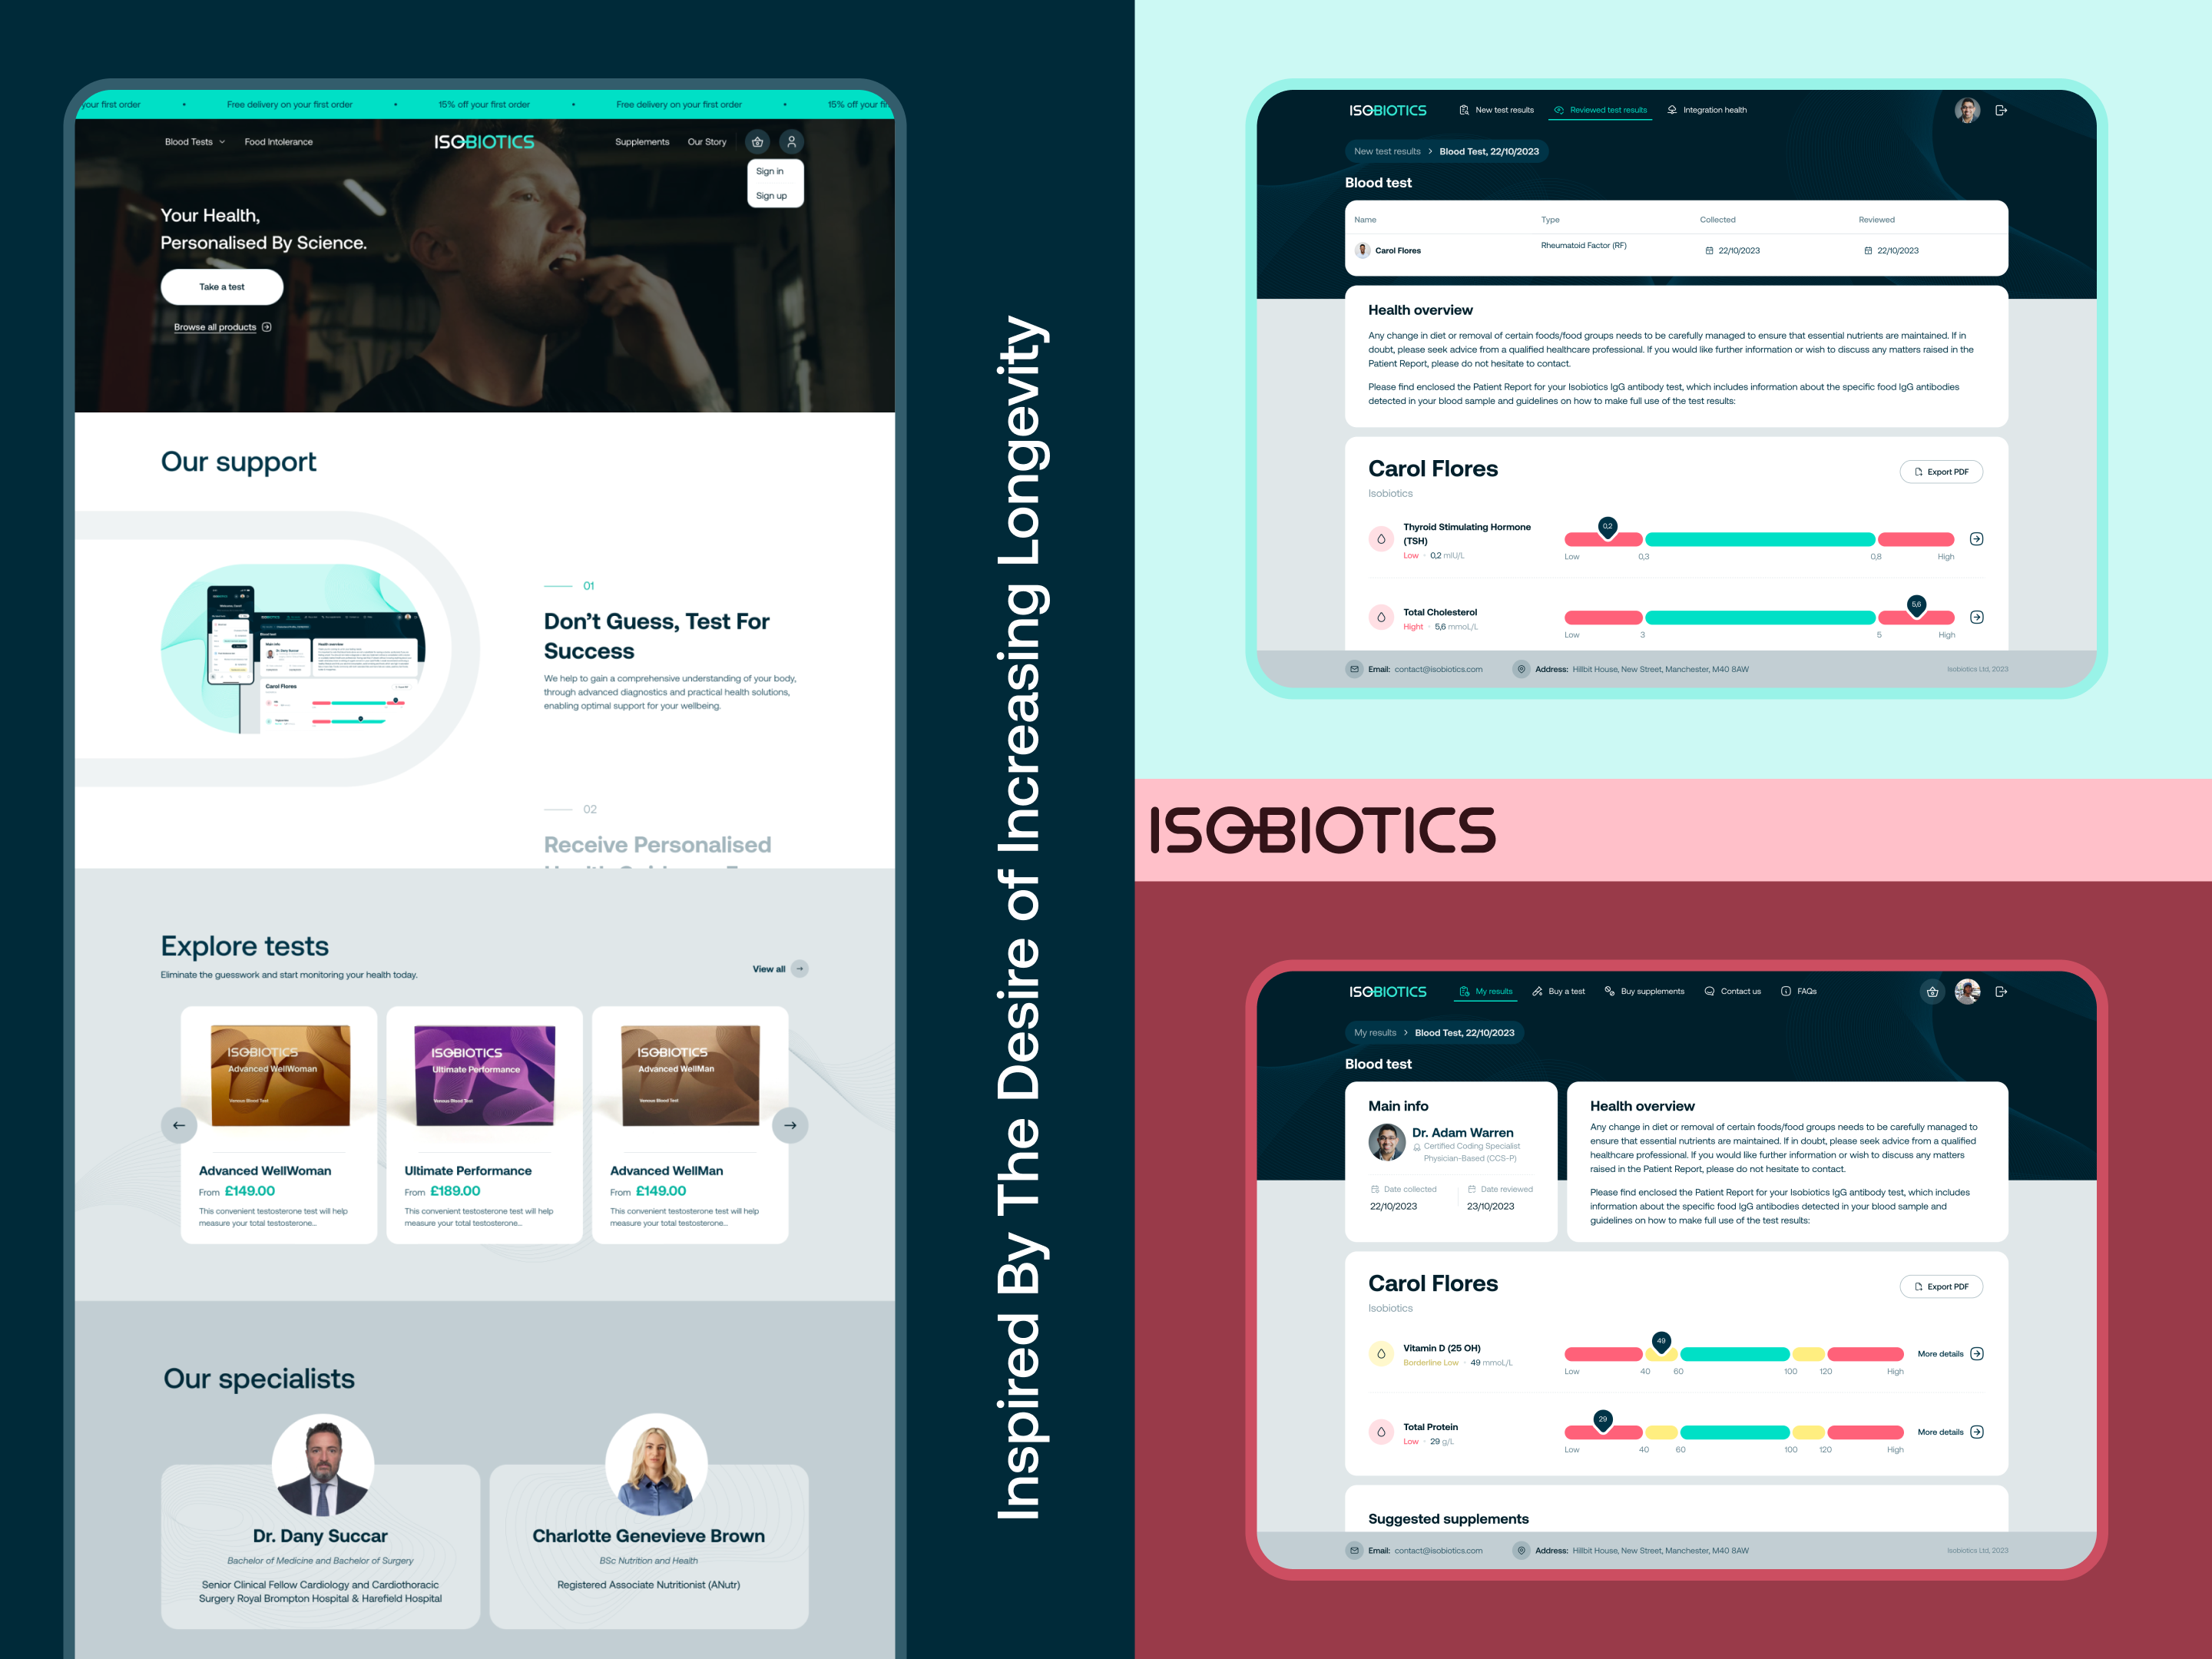 your first order • Free delivery on your first order • 15% off your first order • Free delivery on your first order • 15% off your fir
Blood Tests
Food Intolerance
ISOBIOTICS
Supplements
Our Story
Sign in
Sign up
Your Health,
Personalised By Science.
Take a test
Browse all products
Our support
Carol Flores
01
Don’t Guess, Test For
Success
We help to gain a comprehensive understanding of your body,
through advanced diagnostics and practical health solutions,
enabling optimal support for your wellbeing.
02
Receive Personalised
Explore tests
Eliminate the guesswork and start monitoring your health today.
View all
ISOBIOTICS
Advanced WellWoman
Venous Blood Test
Advanced WellWoman
From £149.00
This convenient testosterone test will help
measure your total testosterone...
ISOBIOTICS
Ultimate Performance
Venous Blood Test
Ultimate Performance
From £189.00
This convenient testosterone test will help
measure your total testosterone...
ISOBIOTICS
Advanced WellMan
Venous Blood Test
Advanced WellMan
From £149.00
This convenient testosterone test will help
measure your total testosterone...
Our specialists
Dr. Dany Succar
Bachelor of Medicine and Bachelor of Surgery
Senior Clinical Fellow Cardiology and Cardiothoracic
Surgery Royal Brompton Hospital & Harefield Hospital
Charlotte Genevieve Brown
BSc Nutrition and Health
Registered Associate Nutritionist (ANutr)
Inspired By The Desire of Increasing Longevity
ISOBIOTICS
New test results
Reviewed test results
Integration health
New test results > Blood Test, 22/10/2023
Blood test
Name Type Collected Reviewed
Carol Flores Rheumatoid Factor (RF) 22/10/2023 22/10/2023
Health overview
Any change in diet or removal of certain foods/food groups needs to be carefully managed to ensure that essential nutrients are maintained. If in
doubt, please seek advice from a qualified healthcare professional. If you would like further information or wish to discuss any matters raised in the
Patient Report, please do not hesitate to contact.
Please find enclosed the Patient Report for your Isobiotics IgG antibody test, which includes information about the specific food IgG antibodies
detected in your blood sample and guidelines on how to make full use of the test results:
Carol Flores
Isobiotics
Export PDF
Thyroid Stimulating Hormone
(TSH)
Low • 0,2 mlU/L
0,2
Low 0,3 0,8 High
Total Cholesterol
Hight • 5,6 mmoL/L
5,6
Low 3 5 High
Email: contact@isobiotics.com
Address: Hillbit House, New Street, Manchester, M40 8AW
Isobiotics Ltd, 2023
ISOBIOTICS
ISOBIOTICS
My results
Buy a test
Buy supplements
Contact us
FAQs
My results > Blood Test, 22/10/2023
Blood test
Main info
Dr. Adam Warren
Certified Coding Specialist
Physician-Based (CCS-P)
Date collected
22/10/2023
Date reviewed
23/10/2023
Health overview
Any change in diet or removal of certain foods/food groups needs to be carefully managed to
ensure that essential nutrients are maintained. If in doubt, please seek advice from a qualified
healthcare professional. If you would like further information or wish to discuss any matters
raised in the Patient Report, please do not hesitate to contact.
Please find enclosed the Patient Report for your Isobiotics IgG antibody test, which includes
information about the specific food IgG antibodies detected in your blood sample and
guidelines on how to make full use of the test results:
Carol Flores
Isobiotics
Export PDF
Vitamin D (25 OH)
Borderline Low • 49 mmoL/L
49
Low 40 60 100 120 High
More details
Total Protein
Low • 29 g/L
29
Low 40 60 100 120 High
More details
Suggested supplements
Email: contact@isobiotics.com
Address: Hillbit House, New Street, Manchester, M40 8AW
Isobiotics Ltd, 2023